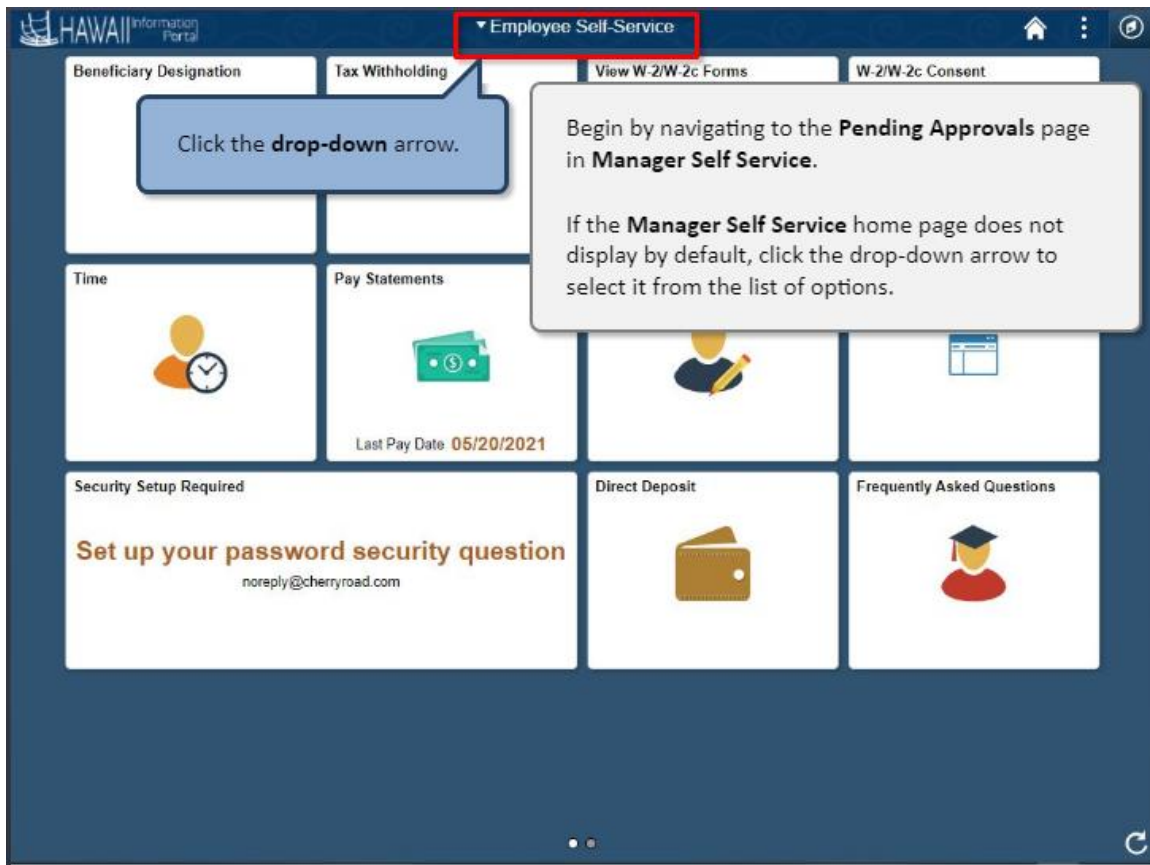 HAWAII Information
Portal
Employee Self-Service
Beneficiary Designation
Tax Withholding
View W-2/W-2c Forms
W-2/W-2c Consent
Click the drop-down arrow.
Begin by navigating to the Pending Approvals page
in Manager Self Service.
If the Manager Self Service home page does not
display by default, click the drop-down arrow to
select it from the list of options.
Time
Pay Statements
Last Pay Date 05/20/2021
Security Setup Required
Set up your password security question
noreply@cherryroad.com
Direct Deposit
Frequently Asked Questions